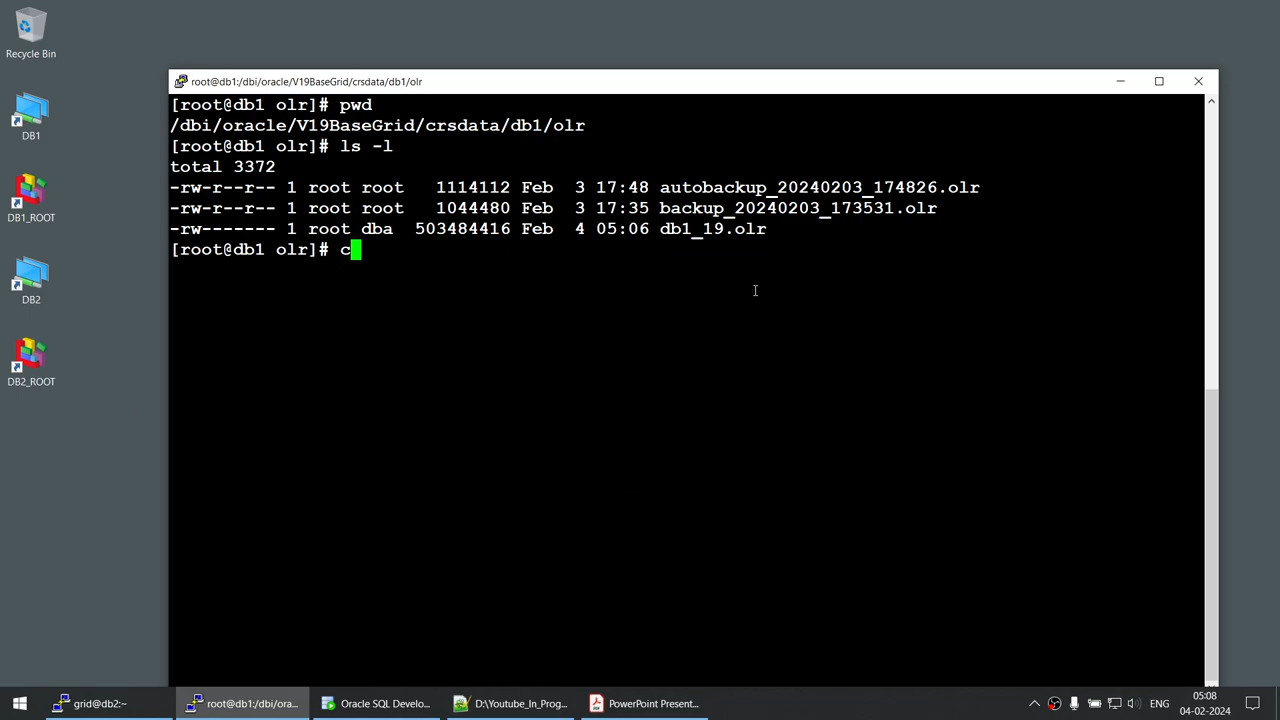 Recycle Bin
DB1
DB1_ROOT
DB2
DB2_ROOT
root@db1:/dbi/oracle/V19BaseGrid/crsdata/db1/olr
[root@db1 olr]# pwd
/dbi/oracle/V19BaseGrid/crsdata/db1/olr
[root@db1 olr]# ls -l
total 3372
-rw-r--r-- 1 root root   1114112 Feb  3 17:48 autobackup_20240203_174826.olr
-rw-r--r-- 1 root root   1044480 Feb  3 17:35 backup_20240203_173531.olr
-rw------- 1 root dba  503484416 Feb  4 05:06 db1_19.olr
[root@db1 olr]# c
grid@db2:~
root@db1:/dbi/ora...
Oracle SQL Develo...
D:\Youtube_In_Prog...
PowerPoint Present...
ENG
05:08
04-02-2024